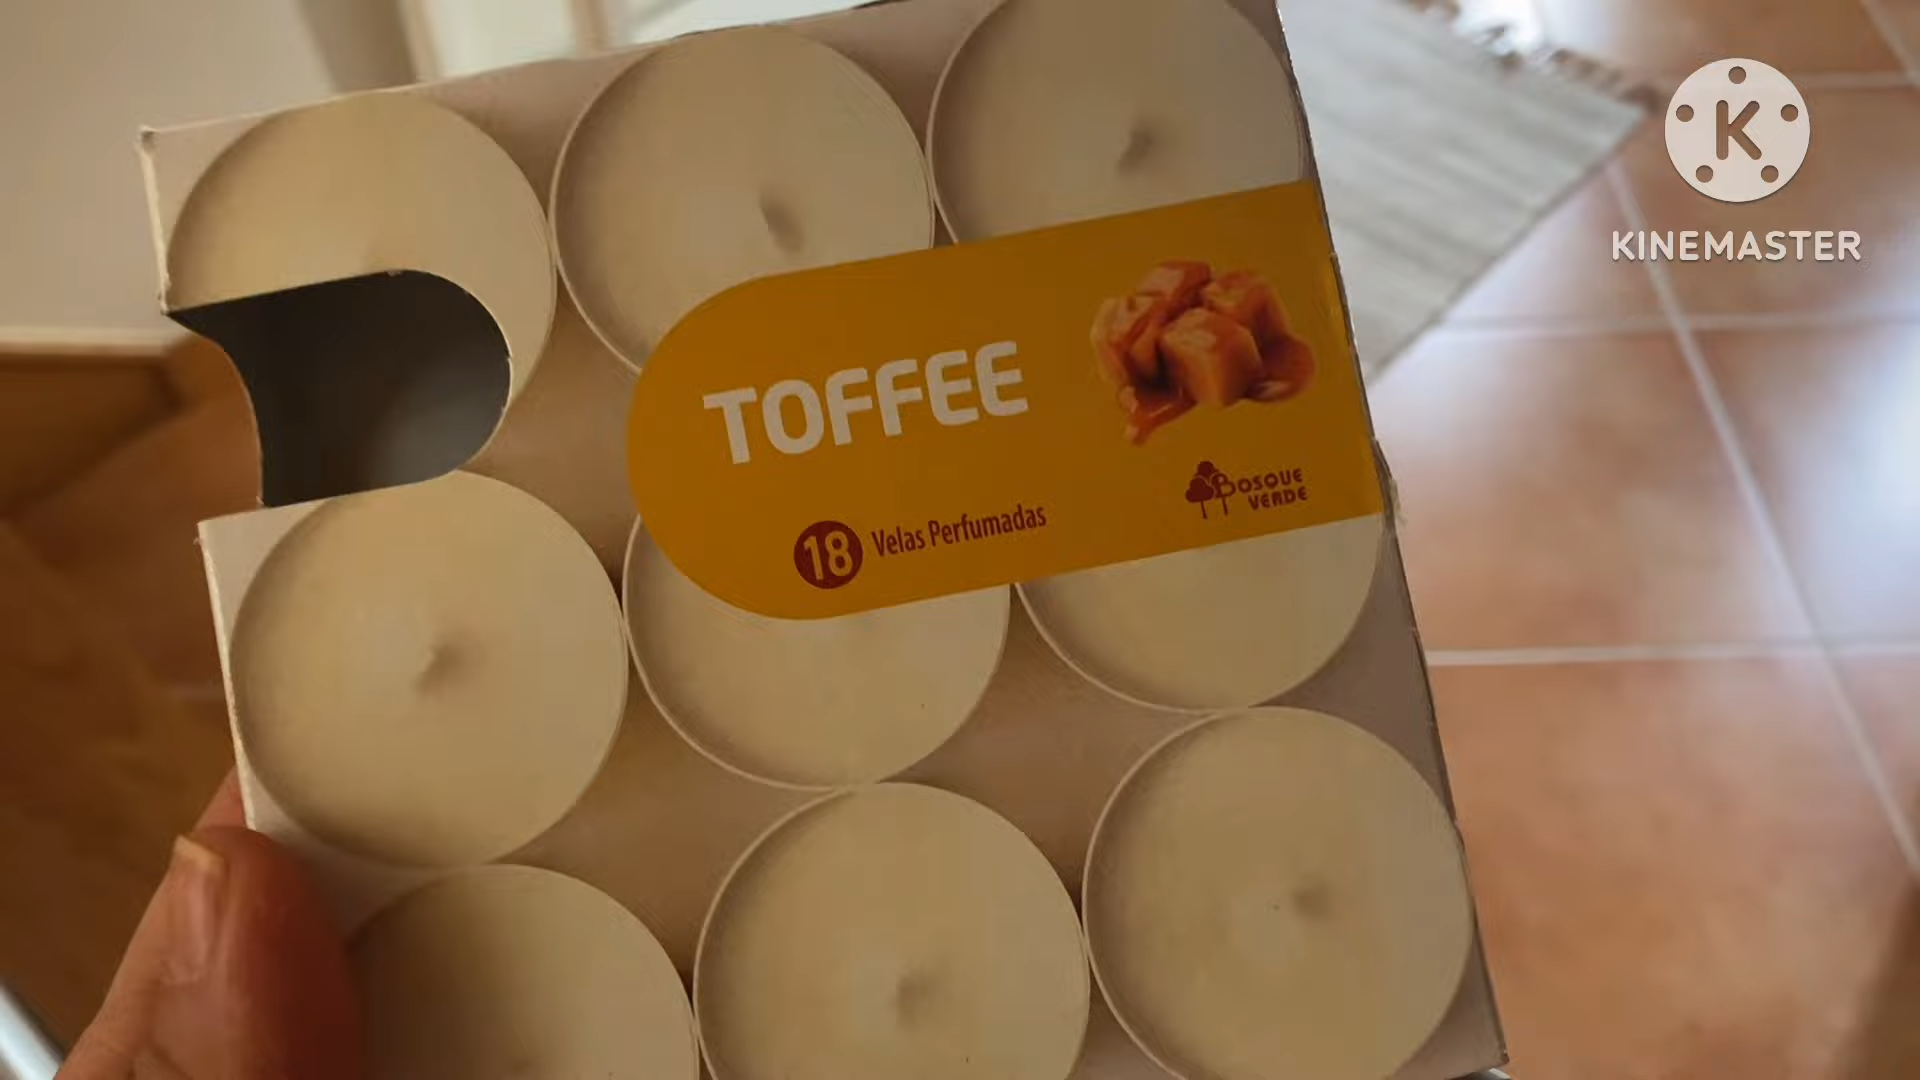 K
KINEMASTER
TOFFEE
18 Velas Perfumadas
BOSQUE
VERDE